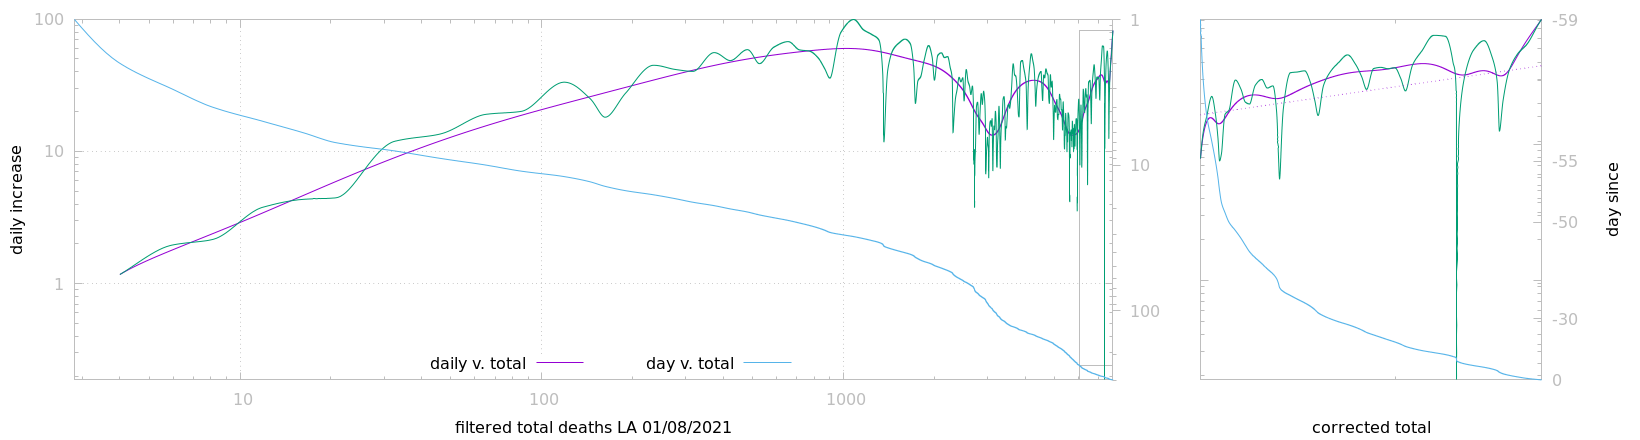 100
10
1
daily increase
daily v. total
day v. total
10
100
1000
filtered total deaths LA 01/08/2021
1
10
100
-59
-55
-50
-30
0
day since
corrected total